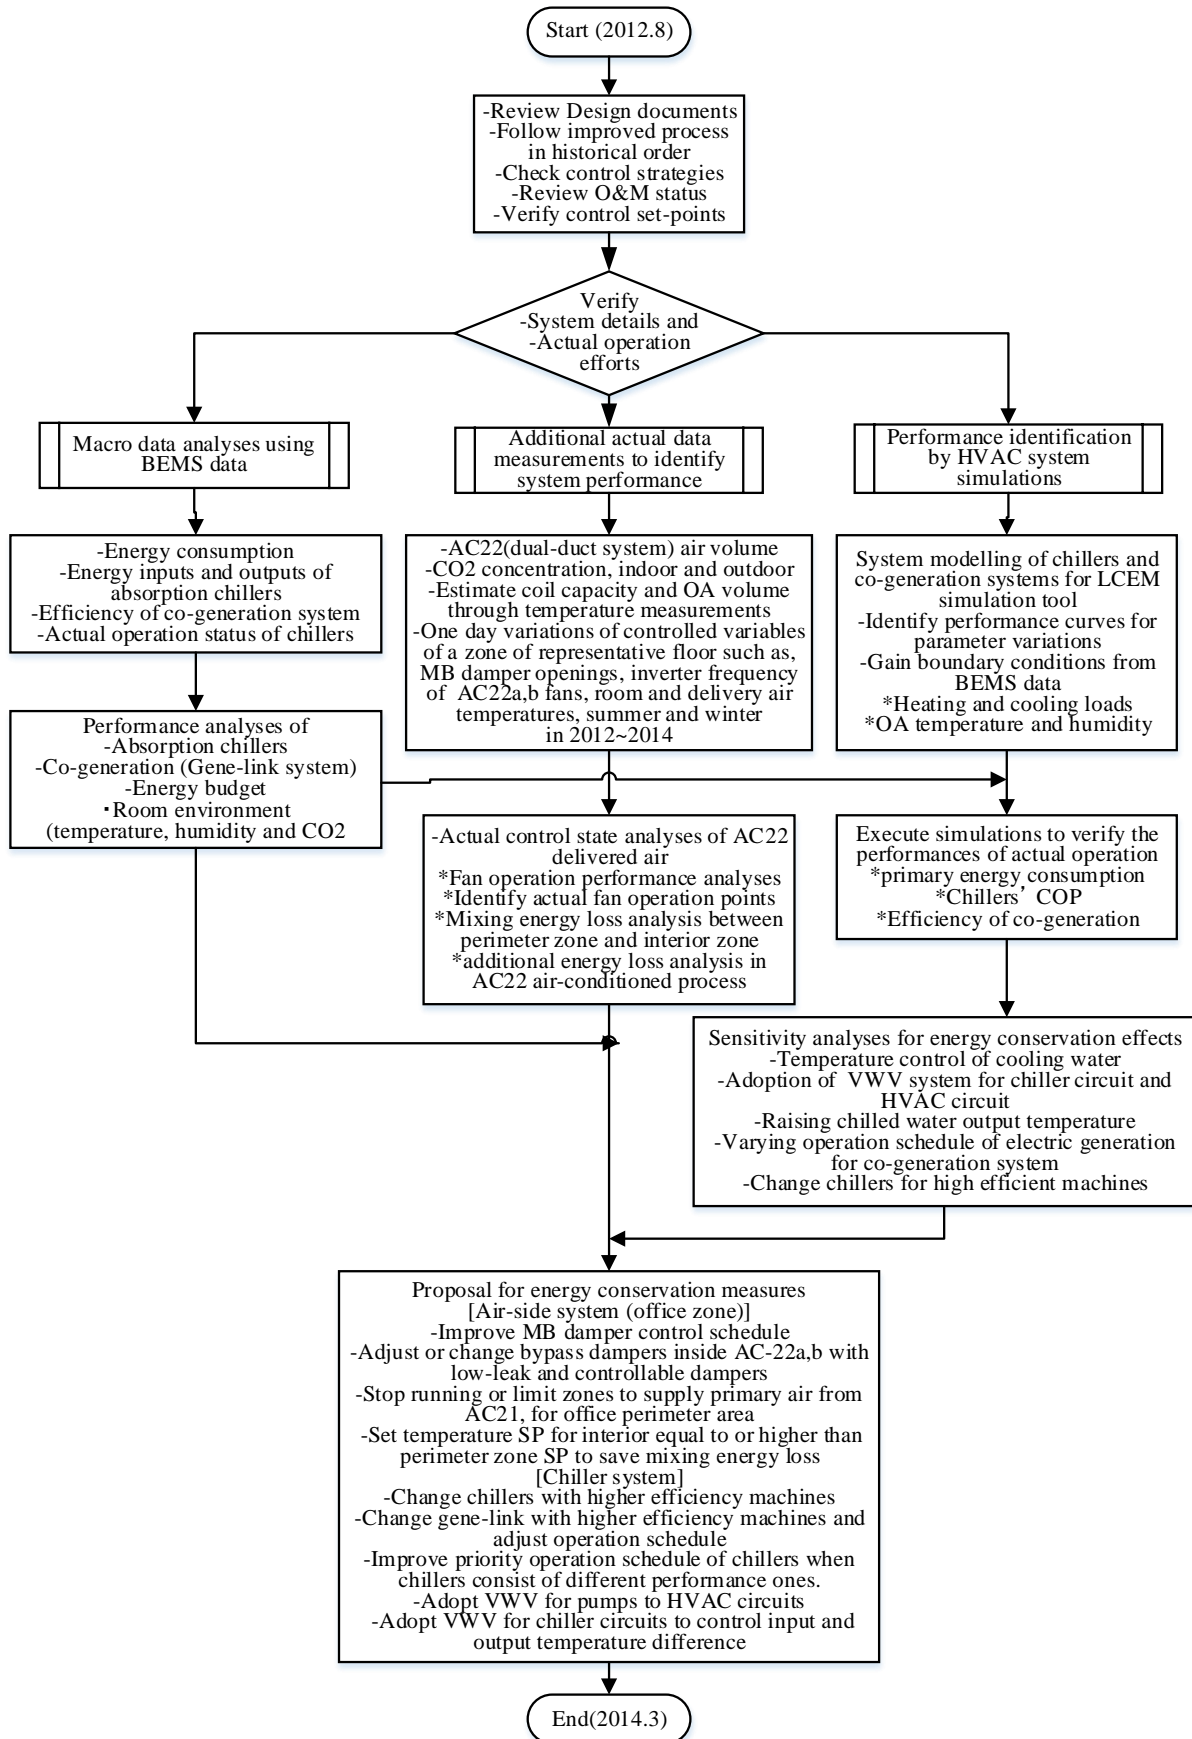 Start (2012.8)
-Review Design documents
-Follow improved process
in historical order
-Check control strategies
-Review O&M status
-Verify control set-points
Verify
-System details and
-Actual operation
efforts
Macro data analyses using
BEMS data
Additional actual data
measurements to identify
system performance
Performance identification
by HVAC system
simulations
-Energy consumption
-Energy inputs and outputs of
absorption chillers
-Efficiency of co-generation system
-Actual operation status of chillers
-AC22(dual-duct system) air volume
-CO2 concentration, indoor and outdoor
-Estimate coil capacity and OA volume
through temperature measurements
-One day variations of controlled variables
of a zone of representative floor such as,
MB damper openings, inverter frequency
of AC22a,b fans, room and delivery air
temperatures, summer and winter
in 2012~2014
System modelling of chillers and
co-generation systems for LCEM
simulation tool
-Identify performance curves for
parameter variations
-Gain boundary conditions from
BEMS data
*Heating and cooling loads
*OA temperature and humidity
Performance analyses of
-Absorption chillers
-Co-generation (Gene-link system)
-Energy budget
・Room environment
(temperature, humidity and CO2
-Actual control state analyses of AC22
delivered air
*Fan operation performance analyses
*Identify actual fan operation points
*Mixing energy loss analysis between
perimeter zone and interior zone
*additional energy loss analysis in
AC22 air-conditioned process
Execute simulations to verify the
performances of actual operation
*primary energy consumption
*Chillers’ COP
*Efficiency of co-generation
Sensitivity analyses for energy conservation effects
-Temperature control of cooling water
-Adoption of VWV system for chiller circuit and
HVAC circuit
-Raising chilled water output temperature
-Varying operation schedule of electric generation
for co-generation system
-Change chillers for high efficient machines
Proposal for energy conservation measures
[Air-side system (office zone)]
-Improve MB damper control schedule
-Adjust or change bypass dampers inside AC-22a,b with
low-leak and controllable dampers
-Stop running or limit zones to supply primary air from
AC21, for office perimeter area
-Set temperature SP for interior equal to or higher than
perimeter zone SP to save mixing energy loss
[Chiller system]
-Change chillers with higher efficiency machines
-Change gene-link with higher efficiency machines and
adjust operation schedule
-Improve priority operation schedule of chillers when
chillers consist of different performance ones.
-Adopt VWV for pumps to HVAC circuits
-Adopt VWV for chiller circuits to control input and
output temperature difference
End(2014.3)